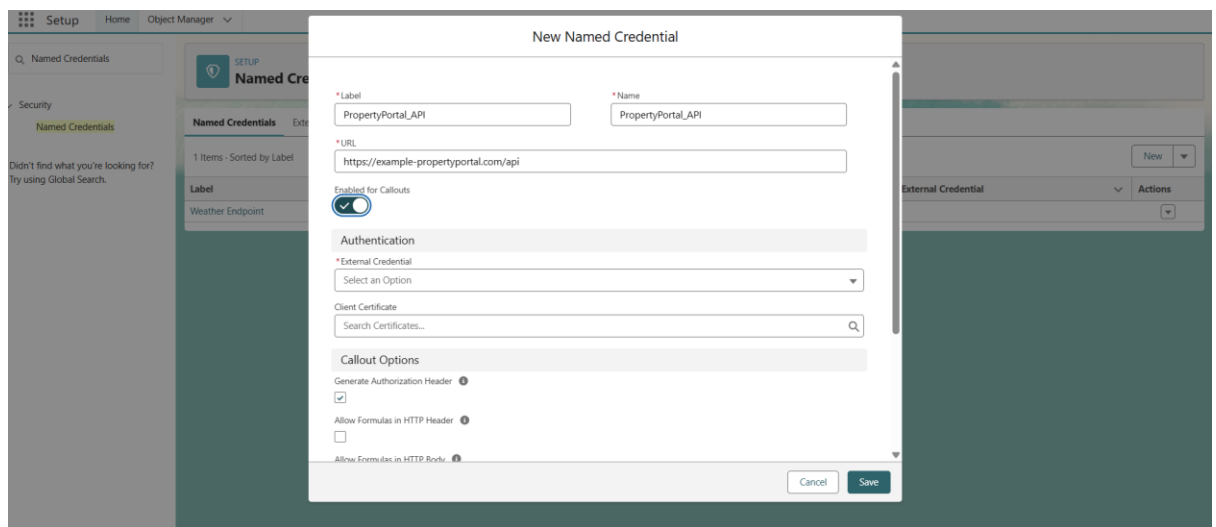 Setup Home Object Manager
Named Credentials
Security
Named Credentials
Didn't find what you're looking for?
Try using Global Search.
SETUP
Named Cre
Named Credentials Exte
1 Items · Sorted by Label
New
Label External Credential Actions
Weather Endpoint
New Named Credential
*Label *Name
PropertyPortal_API PropertyPortal_API
*URL
https://example-propertyportal.com/api
Enabled for Callouts
Authentication
*External Credential
Select an Option
Client Certificate
Search Certificates...
Callout Options
Generate Authorization Header
Allow Formulas in HTTP Header
Allow Formulas in HTTP Body
Cancel Save